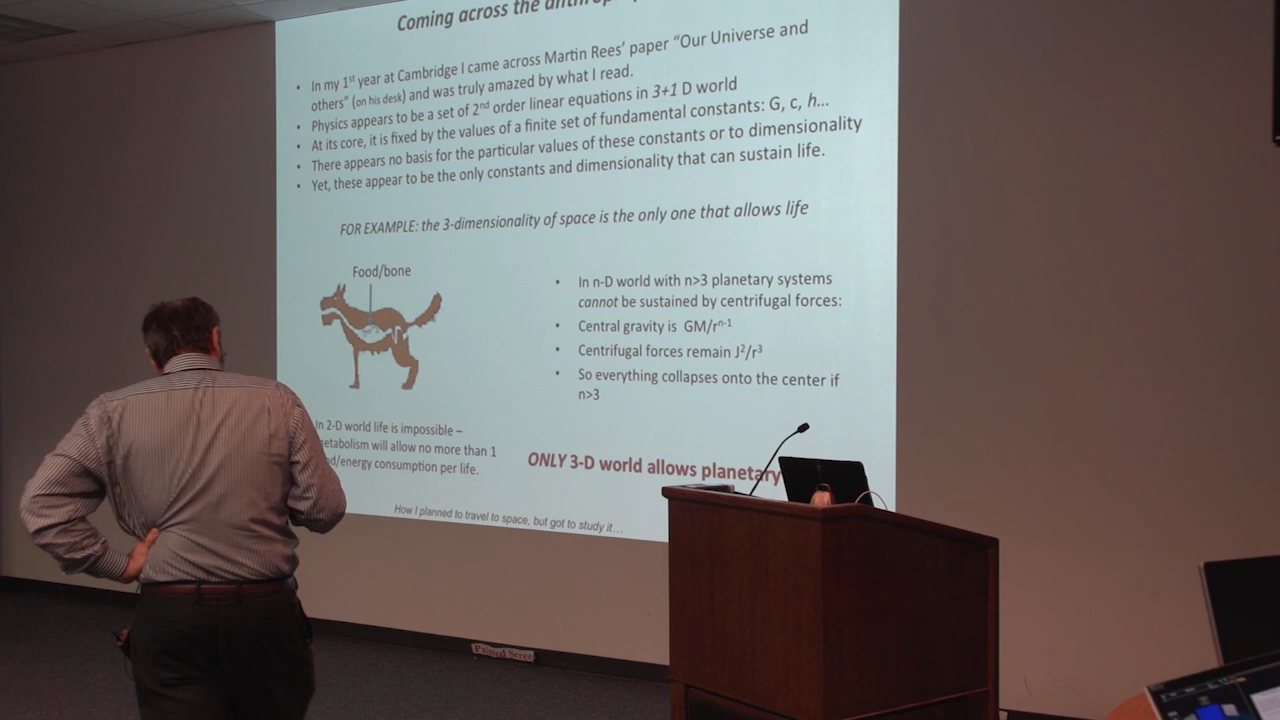 Coming across the
• In my 1st year at Cambridge I came across Martin Rees' paper "Our Universe and
others" (on his desk) and was truly amazed by what I read.
• Physics appears to be a set of 2nd order linear equations in 3+1 D world
• At its core, it is fixed by the values of a finite set of fundamental constants: G, c, h...
• There appears no basis for the particular values of these constants or to dimensionality
• Yet, these appear to be the only constants and dimensionality that can sustain life.
FOR EXAMPLE: the 3-dimensionality of space is the only one that allows life
Food/bone
In 2-D world life is impossible –
metabolism will allow no more than 1
/energy consumption per life.
• In n-D world with n>3 planetary systems
cannot be sustained by centrifugal forces:
• Central gravity is GM/rⁿ⁻¹
• Centrifugal forces remain J²/r³
• So everything collapses onto the center if
n>3
ONLY 3-D world allows planetary
How I planned to travel to space, but got to study it...